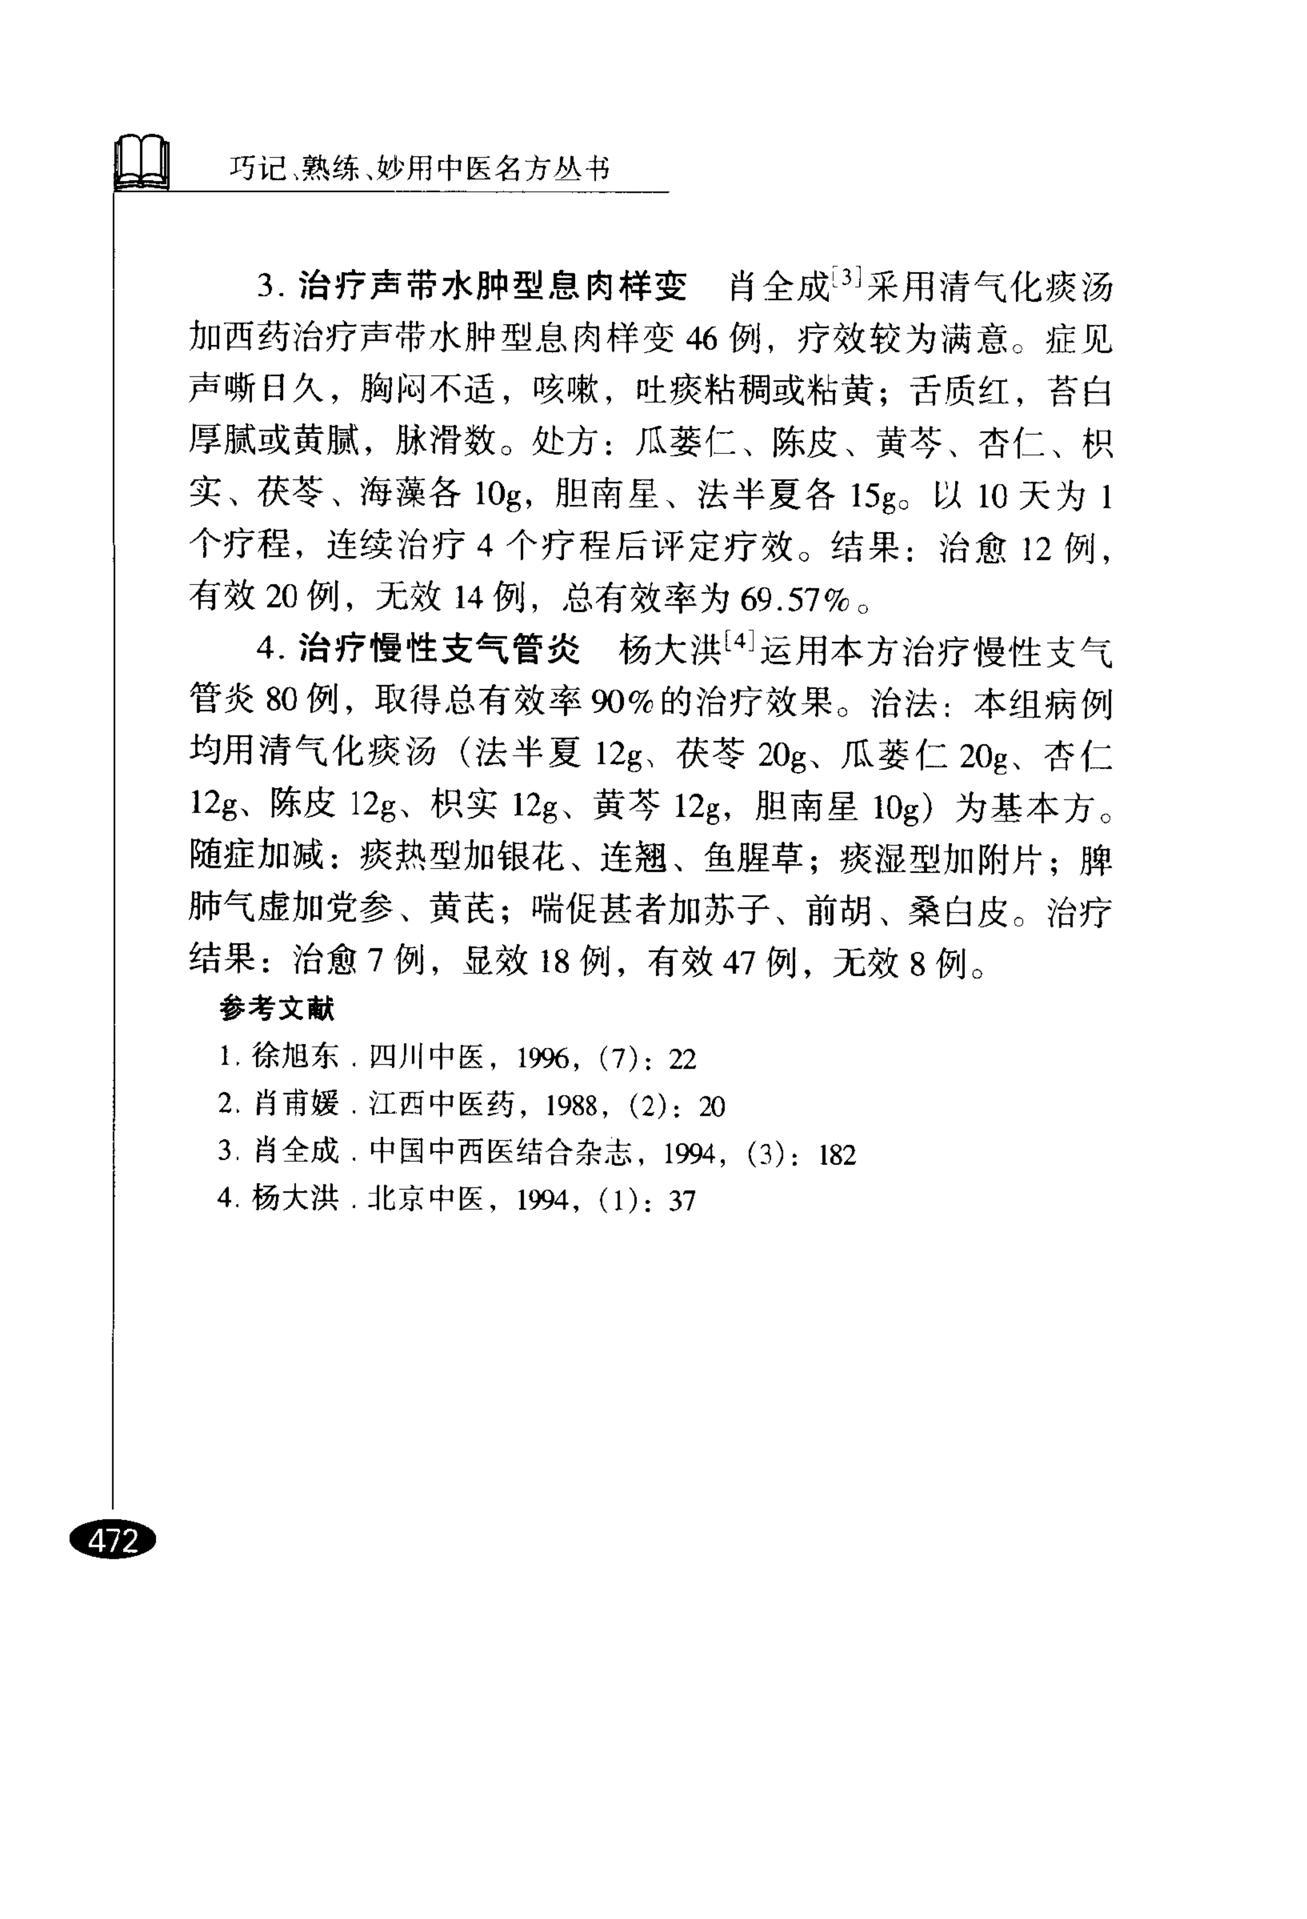 巧记、熟练、妙用中医名方丛书
3. 治疗声带水肿型息肉样变 肖全成[3]采用清气化痰汤
加西药治疗声带水肿型息肉样变 46 例，疗效较为满意。症见
声嘶日久，胸闷不适，咳嗽，吐痰粘稠或粘黄；舌质红，苔白
厚腻或黄腻，脉滑数。处方：瓜蒌仁、陈皮、黄芩、杏仁、枳
实、茯苓、海藻各 10g，胆南星、法半夏各 15g。以 10 天为 1
个疗程，连续治疗 4 个疗程后评定疗效。结果：治愈 12 例，
有效 20 例，无效 14 例，总有效率为 69.57%。
4. 治疗慢性支气管炎 杨大洪[4]运用本方治疗慢性支气
管炎 80 例，取得总有效率 90%的治疗效果。治法：本组病例
均用清气化痰汤（法半夏 12g、茯苓 20g、瓜蒌仁 20g、杏仁
12g、陈皮 12g、枳实 12g、黄芩 12g，胆南星 10g）为基本方。
随症加减：痰热型加银花、连翘、鱼腥草；痰湿型加附片；脾
肺气虚加党参、黄芪；喘促甚者加苏子、前胡、桑白皮。治疗
结果：治愈 7 例，显效 18 例，有效 47 例，无效 8 例。
参考文献
1. 徐旭东．四川中医，1996，（7）：22
2. 肖甫媛．江西中医药，1988，（2）：20
3. 肖全成．中国中西医结合杂志，1994，（3）：182
4. 杨大洪．北京中医，1994，（1）：37
472